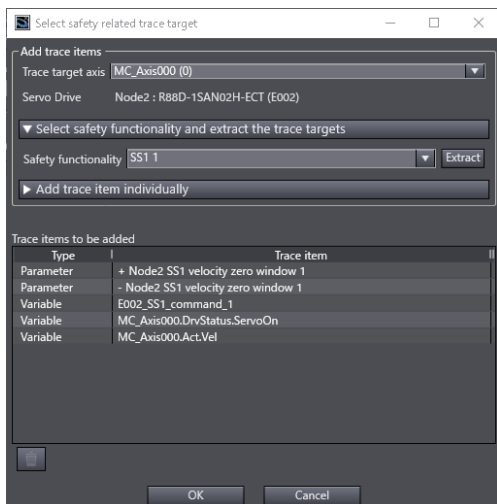 Select safety related trace target
Add trace items
Trace target axis MC_Axis000 (0)
Servo Drive Node2 : R88D-1SAN02H-ECT (E002)
▼ Select safety functionality and extract the trace targets
Safety functionality SS1 1 Extract
▶ Add trace item individually
Trace items to be added
Type Trace item
Parameter + Node2 SS1 velocity zero window 1
Parameter - Node2 SS1 velocity zero window 1
Variable E002_SS1_command_1
Variable MC_Axis000.DrvStatus.ServoOn
Variable MC_Axis000.Act.Vel
OK Cancel